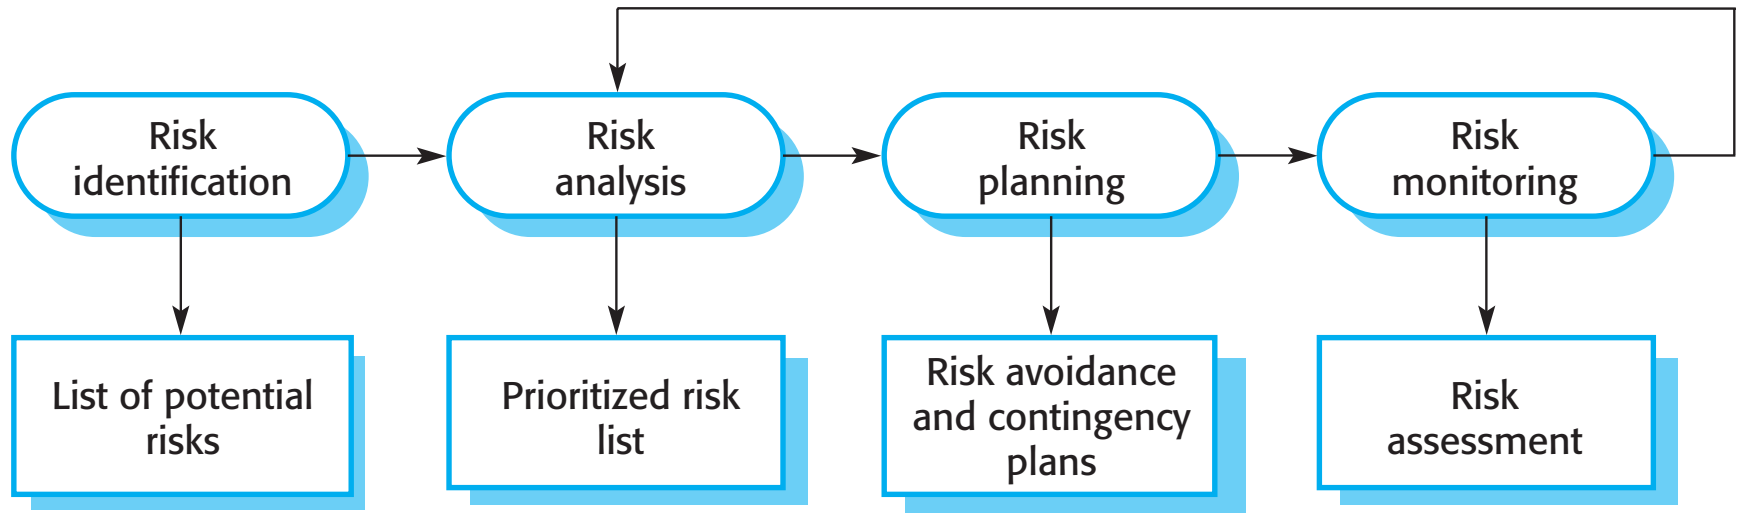 Risk
identification
Risk
analysis
Risk
planning
Risk
monitoring
List of potential
risks
Prioritized risk
list
Risk avoidance
and contingency
plans
Risk
assessment